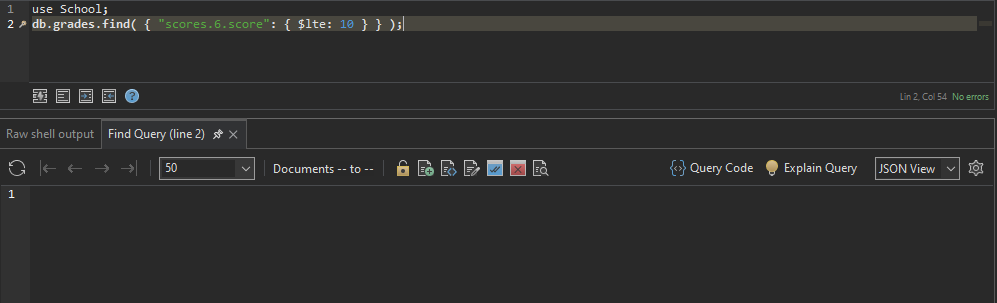 1 use School;
2 db.grades.find( { "scores.6.score": { $lte: 10 } } );
Lin 2, Col 54 No errors
Raw shell output Find Query (line 2)
50 Documents -- to -- Query Code Explain Query JSON View
1